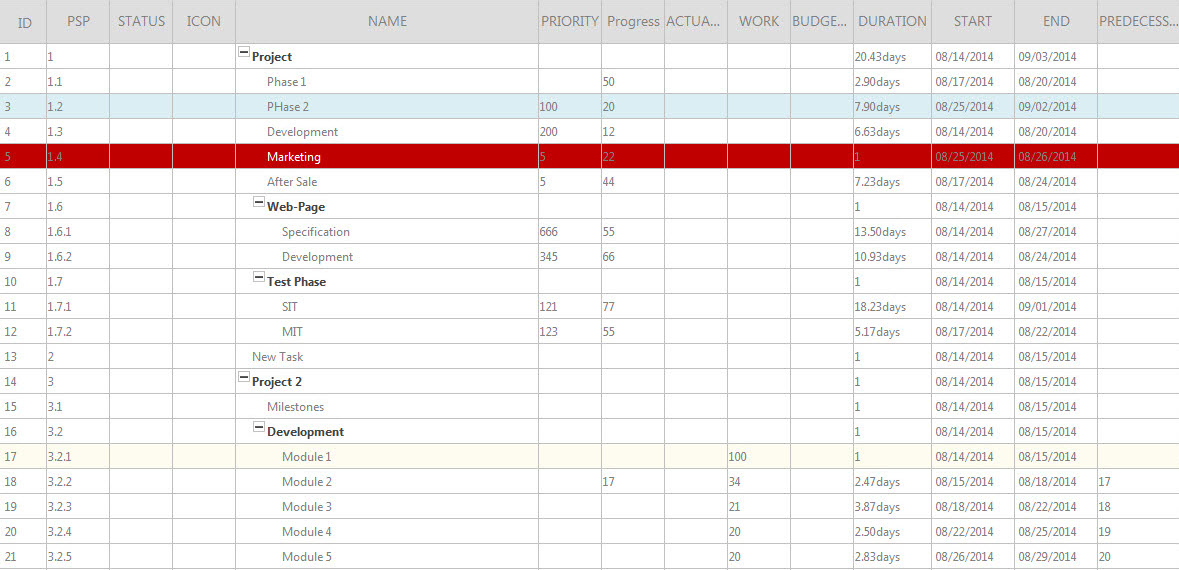 ID PSP STATUS ICON NAME PRIORITY Progress ACTUA... WORK BUDGE... DURATION START END PREDECESS...
1 1 Project 20.43days 08/14/2014 09/03/2014
2 1.1 Phase 1 50 2.90days 08/17/2014 08/20/2014
3 1.2 PHase 2 100 20 7.90days 08/25/2014 09/02/2014
4 1.3 Development 200 12 6.63days 08/14/2014 08/20/2014
5 1.4 Marketing 5 22 1 08/25/2014 08/26/2014
6 1.5 After Sale 5 44 7.23days 08/17/2014 08/24/2014
7 1.6 Web-Page 1 08/14/2014 08/15/2014
8 1.6.1 Specification 666 55 13.50days 08/14/2014 08/27/2014
9 1.6.2 Development 345 66 10.93days 08/14/2014 08/24/2014
10 1.7 Test Phase 1 08/14/2014 08/15/2014
11 1.7.1 SIT 121 77 18.23days 08/14/2014 09/01/2014
12 1.7.2 MIT 123 55 5.17days 08/17/2014 08/22/2014
13 2 New Task 1 08/14/2014 08/15/2014
14 3 Project 2 1 08/14/2014 08/15/2014
15 3.1 Milestones 1 08/14/2014 08/15/2014
16 3.2 Development 1 08/14/2014 08/15/2014
17 3.2.1 Module 1 100 1 08/14/2014 08/15/2014
18 3.2.2 Module 2 17 34 2.47days 08/15/2014 08/18/2014 17
19 3.2.3 Module 3 21 3.87days 08/18/2014 08/22/2014 18
20 3.2.4 Module 4 20 2.50days 08/22/2014 08/25/2014 19
21 3.2.5 Module 5 20 2.83days 08/26/2014 08/29/2014 20